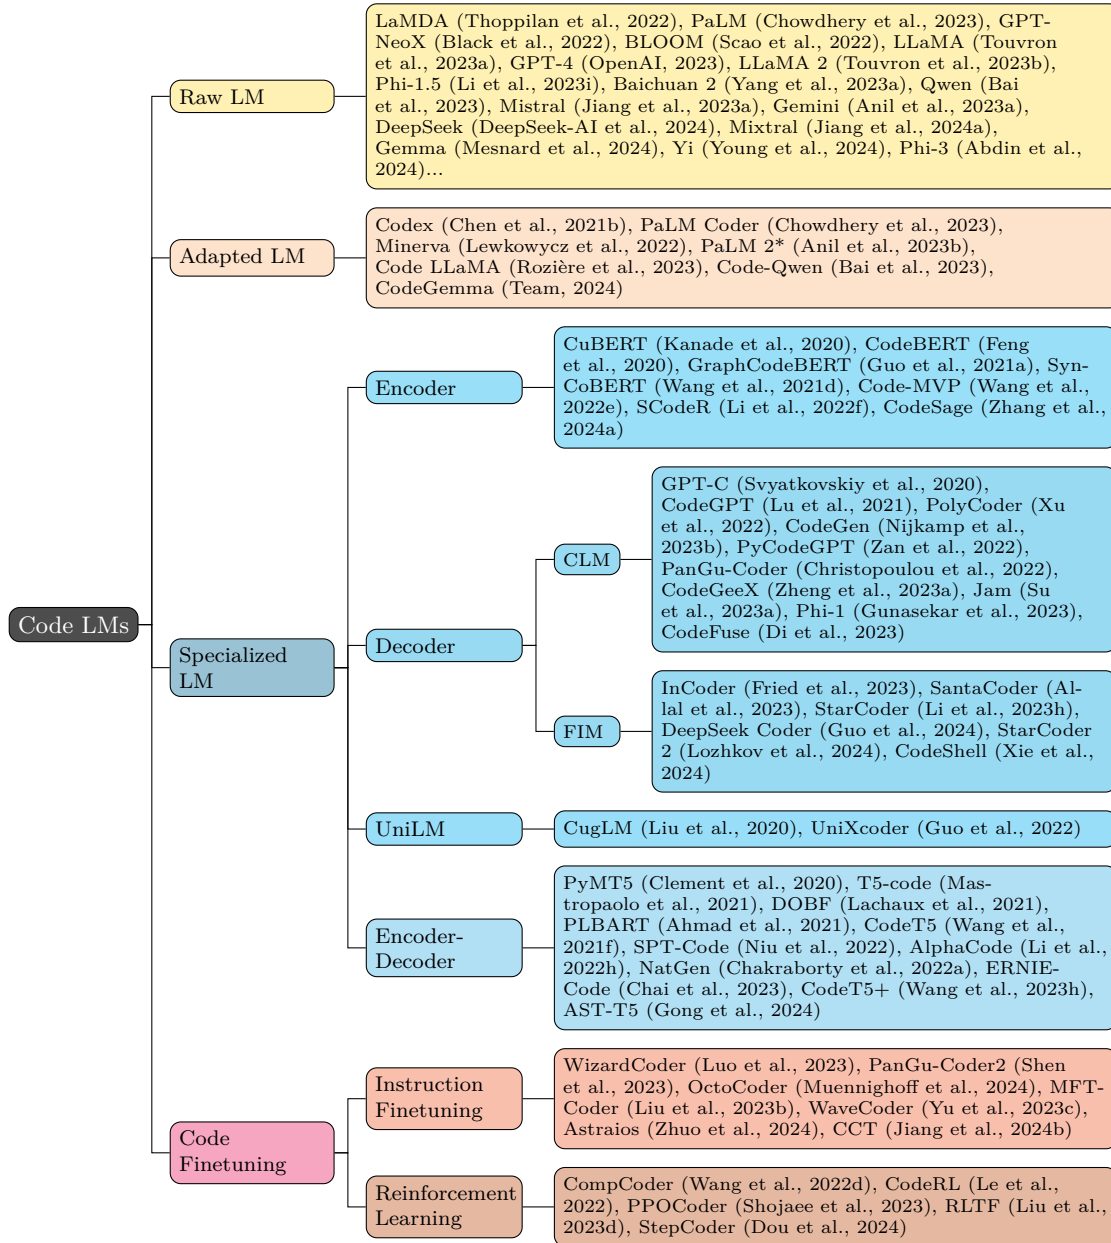 LaMDA (Thoppilan et al., 2022), PaLM (Chowdhery et al., 2023), GPT-
NeoX (Black et al., 2022), BLOOM (Scao et al., 2022), LLaMA (Touvron
et al., 2023a), GPT-4 (OpenAI, 2023), LLaMA 2 (Touvron et al., 2023b),
Phi-1.5 (Li et al., 2023i), Baichuan 2 (Yang et al., 2023a), Qwen (Bai
et al., 2023), Mistral (Jiang et al., 2023a), Gemini (Anil et al., 2023a),
DeepSeek (DeepSeek-AI et al., 2024), Mixtral (Jiang et al., 2024a),
Gemma (Mesnard et al., 2024), Yi (Young et al., 2024), Phi-3 (Abdin et al.,
2024)...
Raw LM
Codex (Chen et al., 2021b), PaLM Coder (Chowdhery et al., 2023),
Minerva (Lewkowycz et al., 2022), PaLM 2* (Anil et al., 2023b),
Code LLaMA (Rozière et al., 2023), Code-Qwen (Bai et al., 2023),
CodeGemma (Team, 2024)
Adapted LM
CuBERT (Kanade et al., 2020), CodeBERT (Feng
et al., 2020), GraphCodeBERT (Guo et al., 2021a), Syn-
CoBERT (Wang et al., 2021d), Code-MVP (Wang et al.,
2022e), SCodeR (Li et al., 2022f), CodeSage (Zhang et al.,
2024a)
Encoder
GPT-C (Svyatkovskiy et al., 2020),
CodeGPT (Lu et al., 2021), PolyCoder (Xu
et al., 2022), CodeGen (Nijkamp et al.,
2023b), PyCodeGPT (Zan et al., 2022),
PanGu-Coder (Christopoulou et al., 2022),
CodeGeeX (Zheng et al., 2023a), Jam (Su
et al., 2023a), Phi-1 (Gunasekar et al., 2023),
CodeFuse (Di et al., 2023)
CLM
Code LMs
Decoder
Specialized
LM
InCoder (Fried et al., 2023), SantaCoder (Al-
lal et al., 2023), StarCoder (Li et al., 2023h),
DeepSeek Coder (Guo et al., 2024), StarCoder
2 (Lozhkov et al., 2024), CodeShell (Xie et al.,
2024)
FIM
UniLM
CugLM (Liu et al., 2020), UniXcoder (Guo et al., 2022)
PyMT5 (Clement et al., 2020), T5-code (Mas-
tropaolo et al., 2021), DOBF (Lachaux et al., 2021),
PLBART (Ahmad et al., 2021), CodeT5 (Wang et al.,
2021f), SPT-Code (Niu et al., 2022), AlphaCode (Li et al.,
2022h), NatGen (Chakraborty et al., 2022a), ERNIE-
Code (Chai et al., 2023), CodeT5+ (Wang et al., 2023h),
AST-T5 (Gong et al., 2024)
Encoder-
Decoder
WizardCoder (Luo et al., 2023), PanGu-Coder2 (Shen
et al., 2023), OctoCoder (Muennighoff et al., 2024), MFT-
Coder (Liu et al., 2023b), WaveCoder (Yu et al., 2023c),
Astraios (Zhuo et al., 2024), CCT (Jiang et al., 2024b)
Instruction
Finetuning
Code
Finetuning
CompCoder (Wang et al., 2022d), CodeRL (Le et al.,
2022), PPOCoder (Shojaee et al., 2023), RLTF (Liu et al.,
2023d), StepCoder (Dou et al., 2024)
Reinforcement
Learning